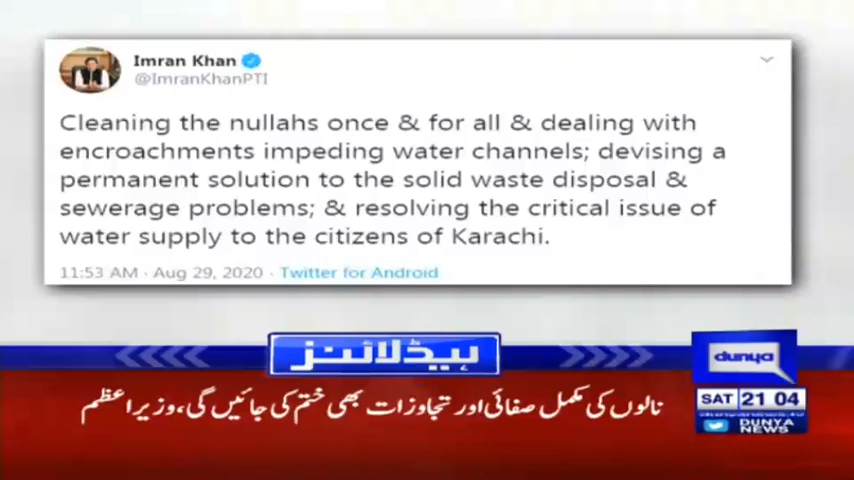 Imran Khan
@ImranKhanPTI
Cleaning the nullahs once & for all & dealing with
encroachments impeding water channels; devising a
permanent solution to the solid waste disposal &
sewerage problems; & resolving the critical issue of
water supply to the citizens of Karachi.
11:53 AM · Aug 29, 2020 · Twitter for Android
ہیڈلائنز
dunya
نالوں کی مکمل صفائی اور تجاوزات بھی ختم کی جائیں گی، وزیراعظم
SAT 21 04
DUNYA
NEWS